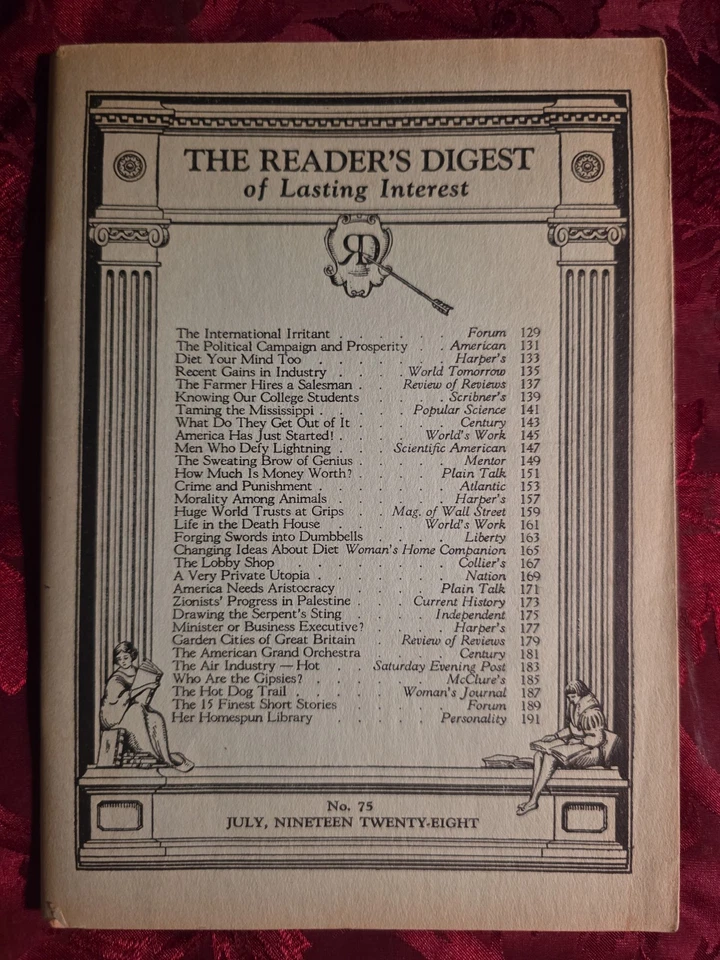 THE READER'S DIGEST
of Lasting Interest
RD
The International Irritant . . . . . . Forum 129
The Political Campaign and Prosperity . . American 131
Diet Your Mind Too . . . . . . . Harper's 133
Recent Gains in Industry . . . . World Tomorrow 135
The Farmer Hires a Salesman . . Review of Reviews 137
Knowing Our College Students . . . . Scribner's 139
Taming the Mississippi . . . . . Popular Science 141
What Do They Get Out of It . . . . . Century 143
America Has Just Started! . . . . World's Work 145
Men Who Defy Lightning . . . Scientific American 147
The Sweating Brow of Genius . . . . . Mentor 149
How Much Is Money Worth? . . . . Plain Talk 151
Crime and Punishment . . . . . . Atlantic 153
Morality Among Animals . . . . . Harper's 157
Huge World Trusts at Grips . . Mag. of Wall Street 159
Life in the Death House . . . . World's Work 161
Forging Swords into Dumbbells . . . . Liberty 163
Changing Ideas About Diet Woman's Home Companion 165
The Lobby Shop . . . . . . . Collier's 167
A Very Private Utopia . . . . . . Nation 169
America Needs Aristocracy . . . . Plain Talk 171
Zionists' Progress in Palestine . . . Current History 173
Drawing the Serpent's Sting . . . . Independent 175
Minister or Business Executive? . . . . Harper's 177
Garden Cities of Great Britain . . Review of Reviews 179
The American Grand Orchestra . . . . Century 181
The Air Industry — Hot . . Saturday Evening Post 183
Who Are the Gipsies? . . . . . . McClure's 185
The Hot Dog Trail . . . . . Woman's Journal 187
The 15 Finest Short Stories . . . . . Forum 189
Her Homespun Library . . . . . Personality 191
No. 75
JULY, NINETEEN TWENTY-EIGHT